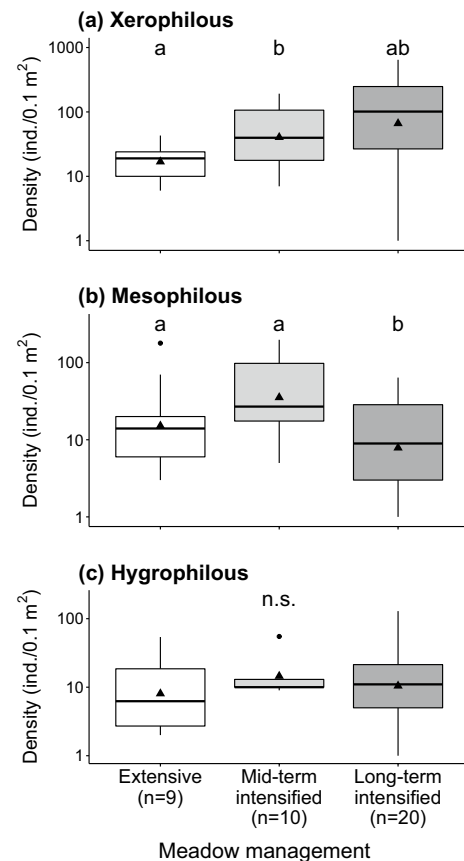 (a) Xerophilous
a b ab
1000
100
10
1
Density (ind./0.1 m²)
(b) Mesophilous
a a b
100
10
1
Density (ind./0.1 m²)
(c) Hygrophilous
n.s.
100
10
1
Density (ind./0.1 m²)
Extensive Mid-term Long-term
(n=9) intensified intensified
(n=10) (n=20)
Meadow management